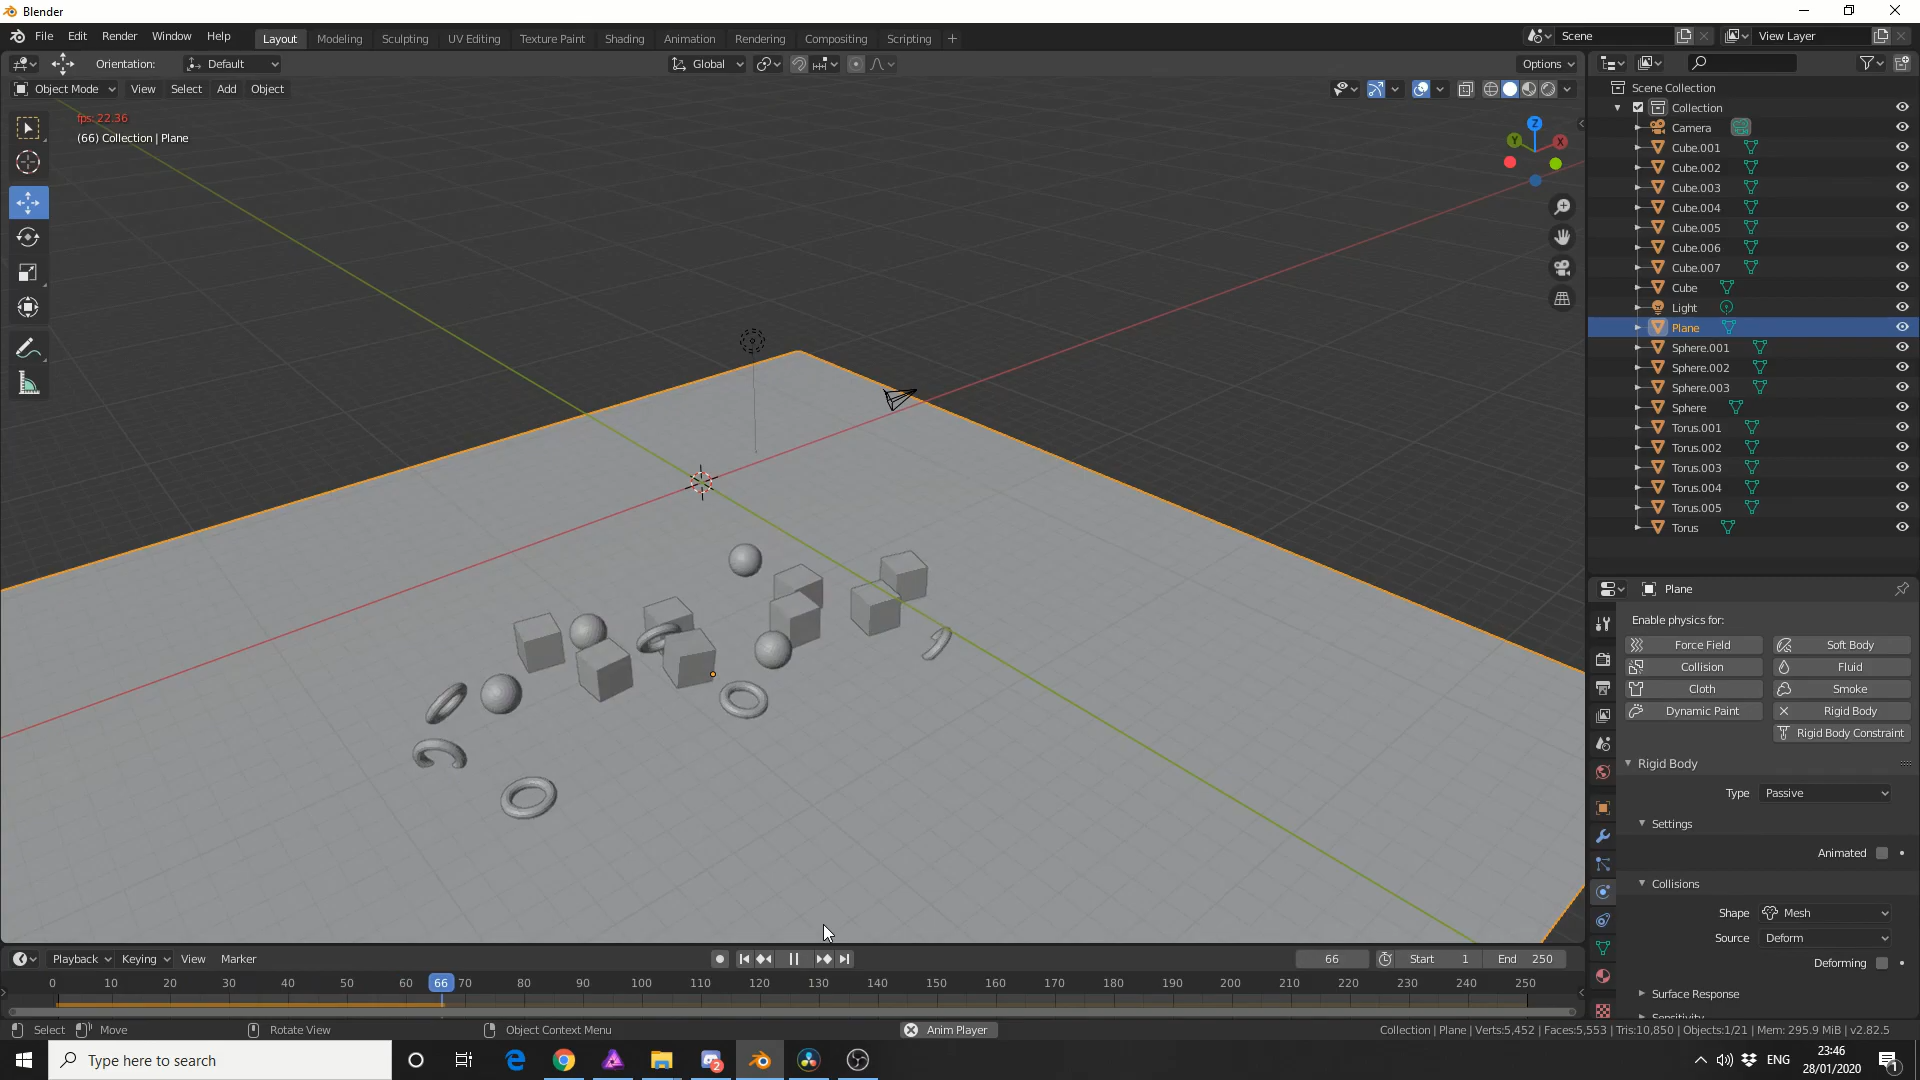 Blender
File Edit Render Window Help
Layout Modeling Sculpting UV Editing Texture Paint Shading Animation Rendering Compositing Scripting +
Scene View Layer
Orientation: Default Global Options
Object Mode View Select Add Object
fps: 22.36
(66) Collection | Plane
Z
Y
X
Scene Collection
Collection
Camera
Cube.001
Cube.002
Cube.003
Cube.004
Cube.005
Cube.006
Cube.007
Cube
Light
Plane
Sphere.001
Sphere.002
Sphere.003
Sphere
Torus.001
Torus.002
Torus.003
Torus.004
Torus.005
Torus
Plane
Enable physics for:
Force Field Soft Body
Collision Fluid
Cloth Smoke
Dynamic Paint Rigid Body
Rigid Body Constraint
Rigid Body
Type Passive
Settings
Animated
Collisions
Shape Mesh
Source Deform
Deforming
Surface Response
Sensitivity
Playback Keying View Marker 66 Start 1 End 250
0 10 20 30 40 50 60 66 70 80 90 100 110 120 130 140 150 160 170 180 190 200 210 220 230 240 250
Select Move Rotate View Object Context Menu Anim Player Collection | Plane | Verts:5,452 | Faces:5,553 | Tris:10,850 | Objects:1/21 | Mem: 295.9 MiB | v2.82.5
Type here to search
2
ENG
23:46
28/01/2020
1